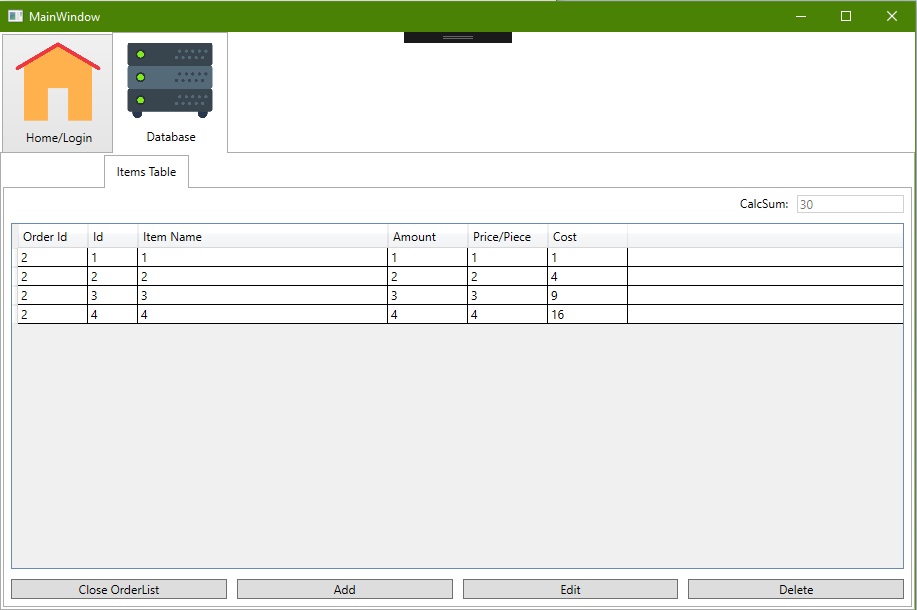 MainWindow
Home/Login
Database
Items Table
CalcSum: 30
Order Id Id Item Name Amount Price/Piece Cost
2 1 1 1 1 1
2 2 2 2 2 4
2 3 3 3 3 9
2 4 4 4 4 16
Close OrderList Add Edit Delete